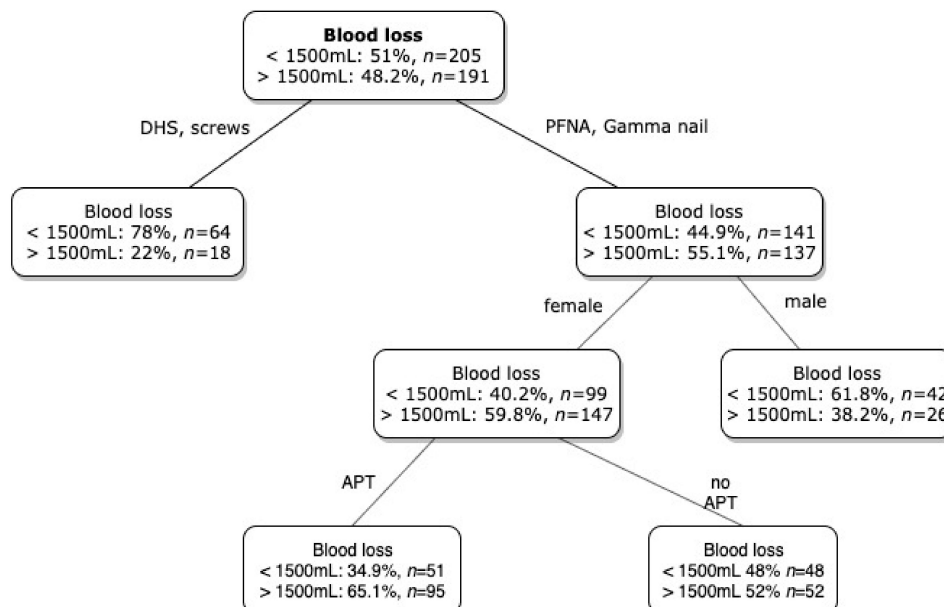 Blood loss
< 1500mL: 51%, n=205
> 1500mL: 48.2%, n=191
DHS, screws
PFNA, Gamma nail
Blood loss
< 1500mL: 78%, n=64
> 1500mL: 22%, n=18
Blood loss
< 1500mL: 44.9%, n=141
> 1500mL: 55.1%, n=137
female
male
Blood loss
< 1500mL: 40.2%, n=99
> 1500mL: 59.8%, n=147
Blood loss
< 1500mL: 61.8%, n=42
> 1500mL: 38.2%, n=26
APT
no
APT
Blood loss
< 1500mL: 34.9%, n=51
> 1500mL: 65.1%, n=95
Blood loss
< 1500mL 48% n=48
> 1500mL 52% n=52